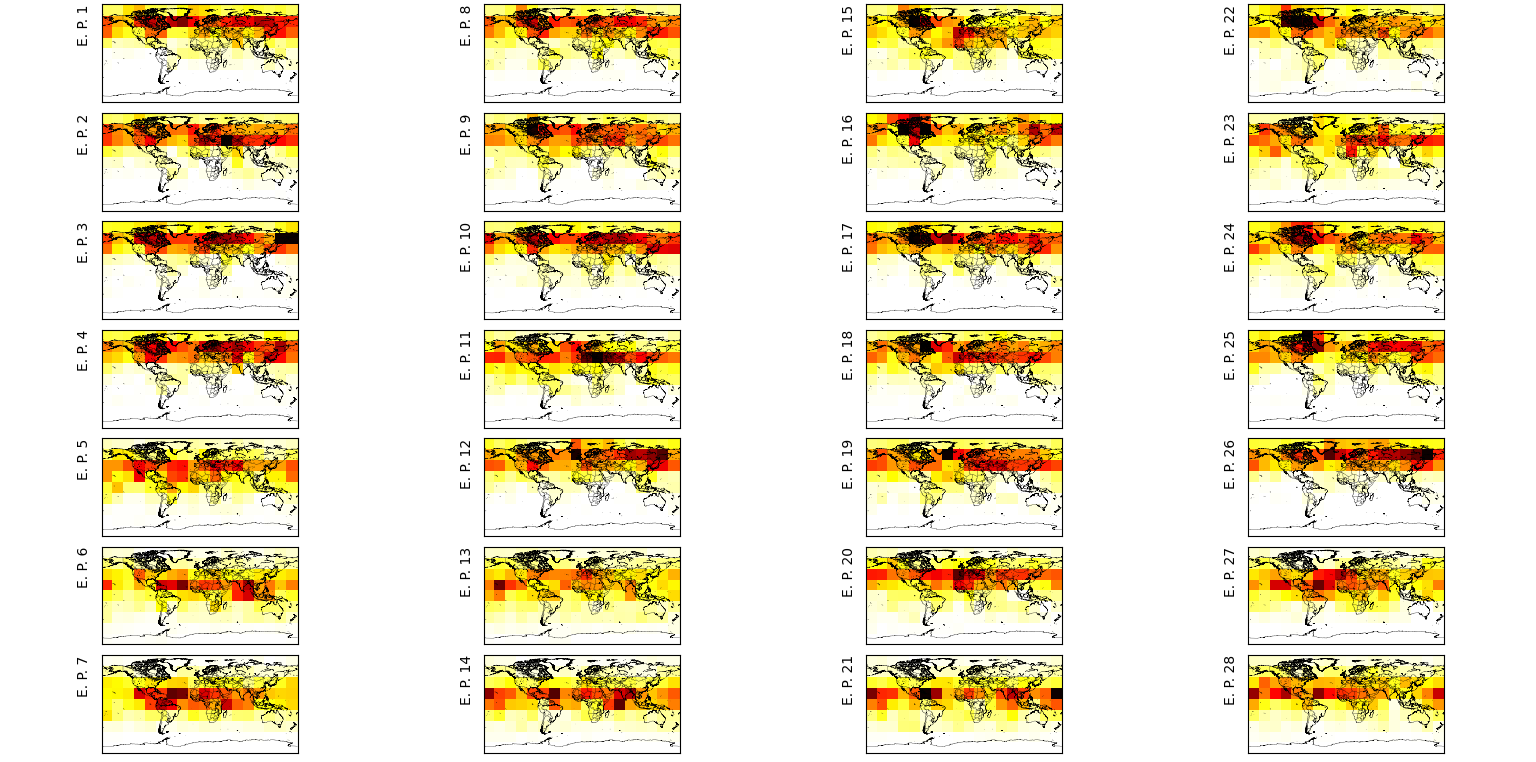 E. P. 1
E. P. 8
E. P. 15
E. P. 22
E. P. 2
E. P. 9
E. P. 16
E. P. 23
E. P. 3
E. P. 10
E. P. 17
E. P. 24
E. P. 4
E. P. 11
E. P. 18
E. P. 25
E. P. 5
E. P. 12
E. P. 19
E. P. 26
E. P. 6
E. P. 13
E. P. 20
E. P. 27
E. P. 7
E. P. 14
E. P. 21
E. P. 28